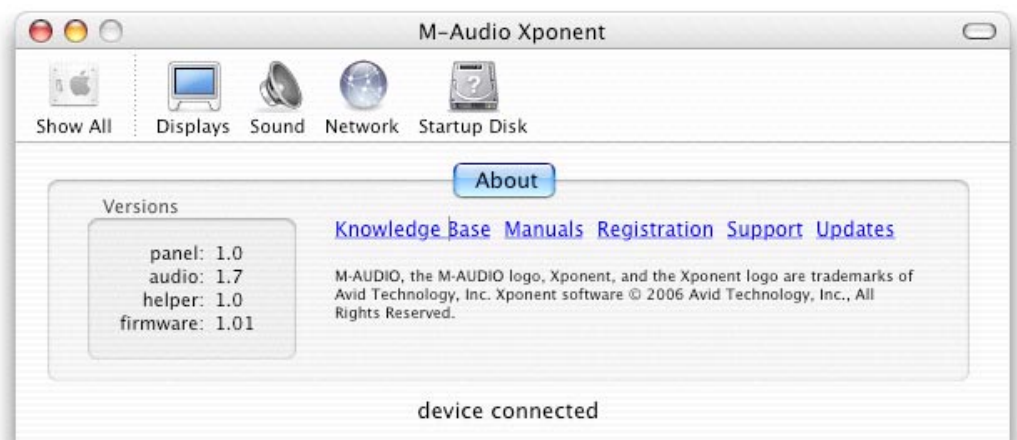 M-Audio Xponent
Show All Displays Sound Network Startup Disk
About
Versions
panel: 1.0
audio: 1.7
helper: 1.0
firmware: 1.01
Knowledge Base Manuals Registration Support Updates
M-AUDIO, the M-AUDIO logo, Xponent, and the Xponent logo are trademarks of
Avid Technology, Inc. Xponent software © 2006 Avid Technology, Inc., All
Rights Reserved.
device connected